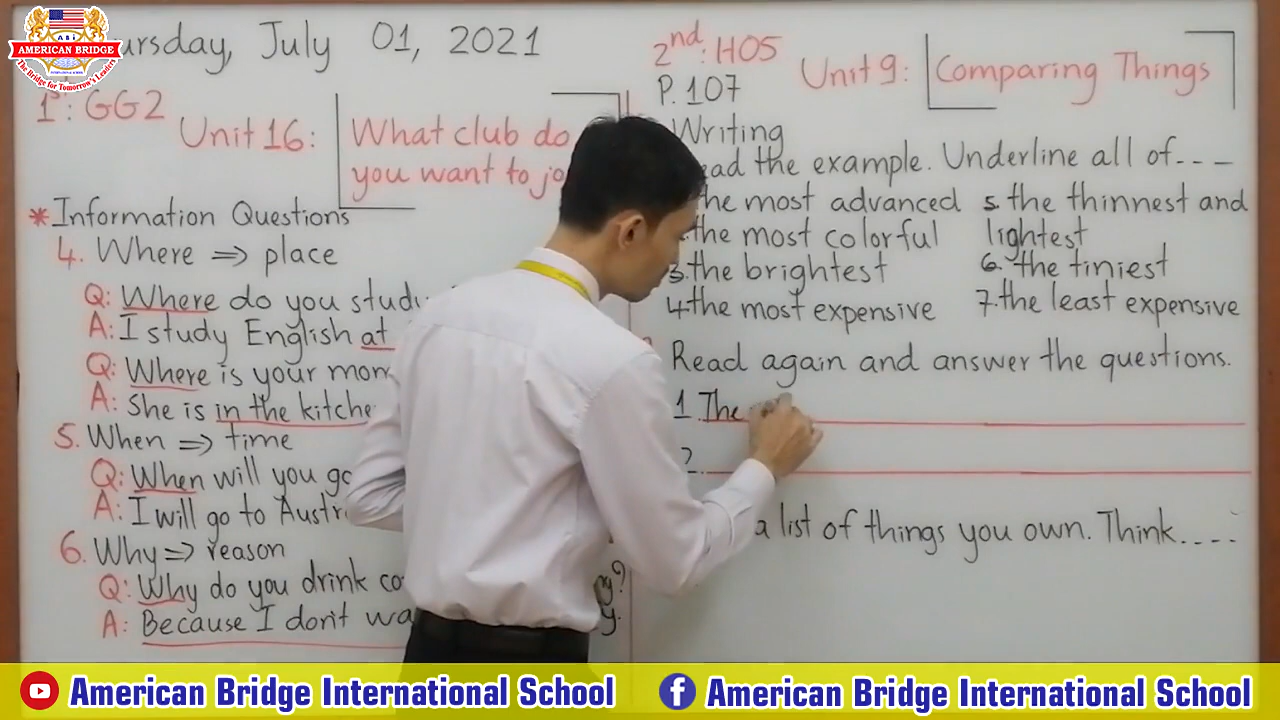 AMERICAN BRIDGE
The Bridge for Tomorrow's Leaders
ursday, July 01, 2021
1st: GG2
Unit 16:
What club do
you want to jo
*Information Questions
4. Where => place
Q: Where do you stud
A: I study English at
Q: Where is your mom
A: She is in the kitche
5. When => time
Q: When will you go
A: I will go to Austr
6. Why => reason
Q: Why do you drink co
A: Because I don't wa
y.
2nd: HO5
P. 107
Unit 9:
Comparing Things
Writing
ead the example. Underline all of----
the most advanced
the most colorful
3. the brightest
4. the most expensive
5. the thinnest and
lightest
6. the tiniest
7. the least expensive
Read again and answer the questions.
1. The
2.
a list of things you own. Think....
American Bridge International School
American Bridge International School